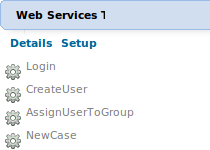 Web Services T
Details Setup
Login
CreateUser
AssignUserToGroup
NewCase